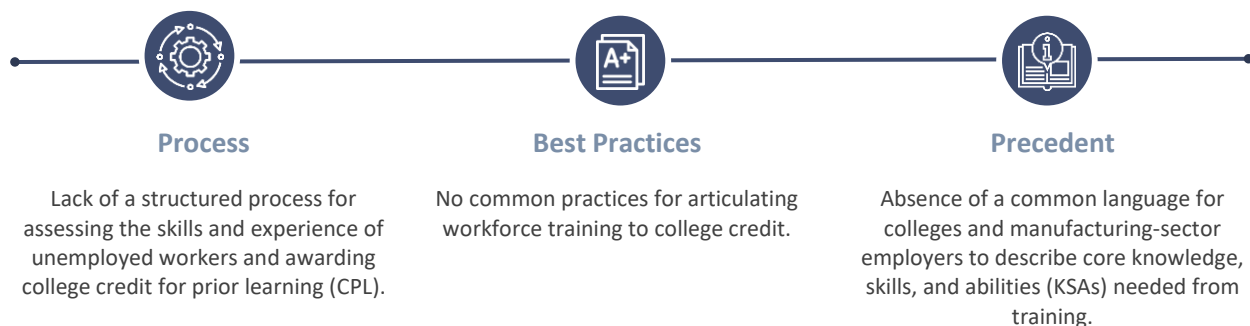 A+
i
Process
Lack of a structured process for
assessing the skills and experience of
unemployed workers and awarding
college credit for prior learning (CPL).
Best Practices
No common practices for articulating
workforce training to college credit.
Precedent
Absence of a common language for
colleges and manufacturing-sector
employers to describe core knowledge,
skills, and abilities (KSAs) needed from
training.